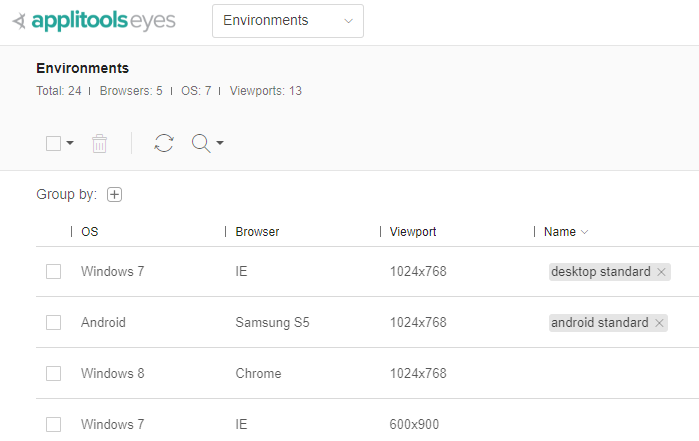 applitools eyes Environments
Environments
Total: 24 | Browsers: 5 | OS: 7 | Viewports: 13
Group by:
OS Browser Viewport Name
Windows 7 IE 1024x768 desktop standard
Android Samsung S5 1024x768 android standard
Windows 8 Chrome 1024x768
Windows 7 IE 600x900